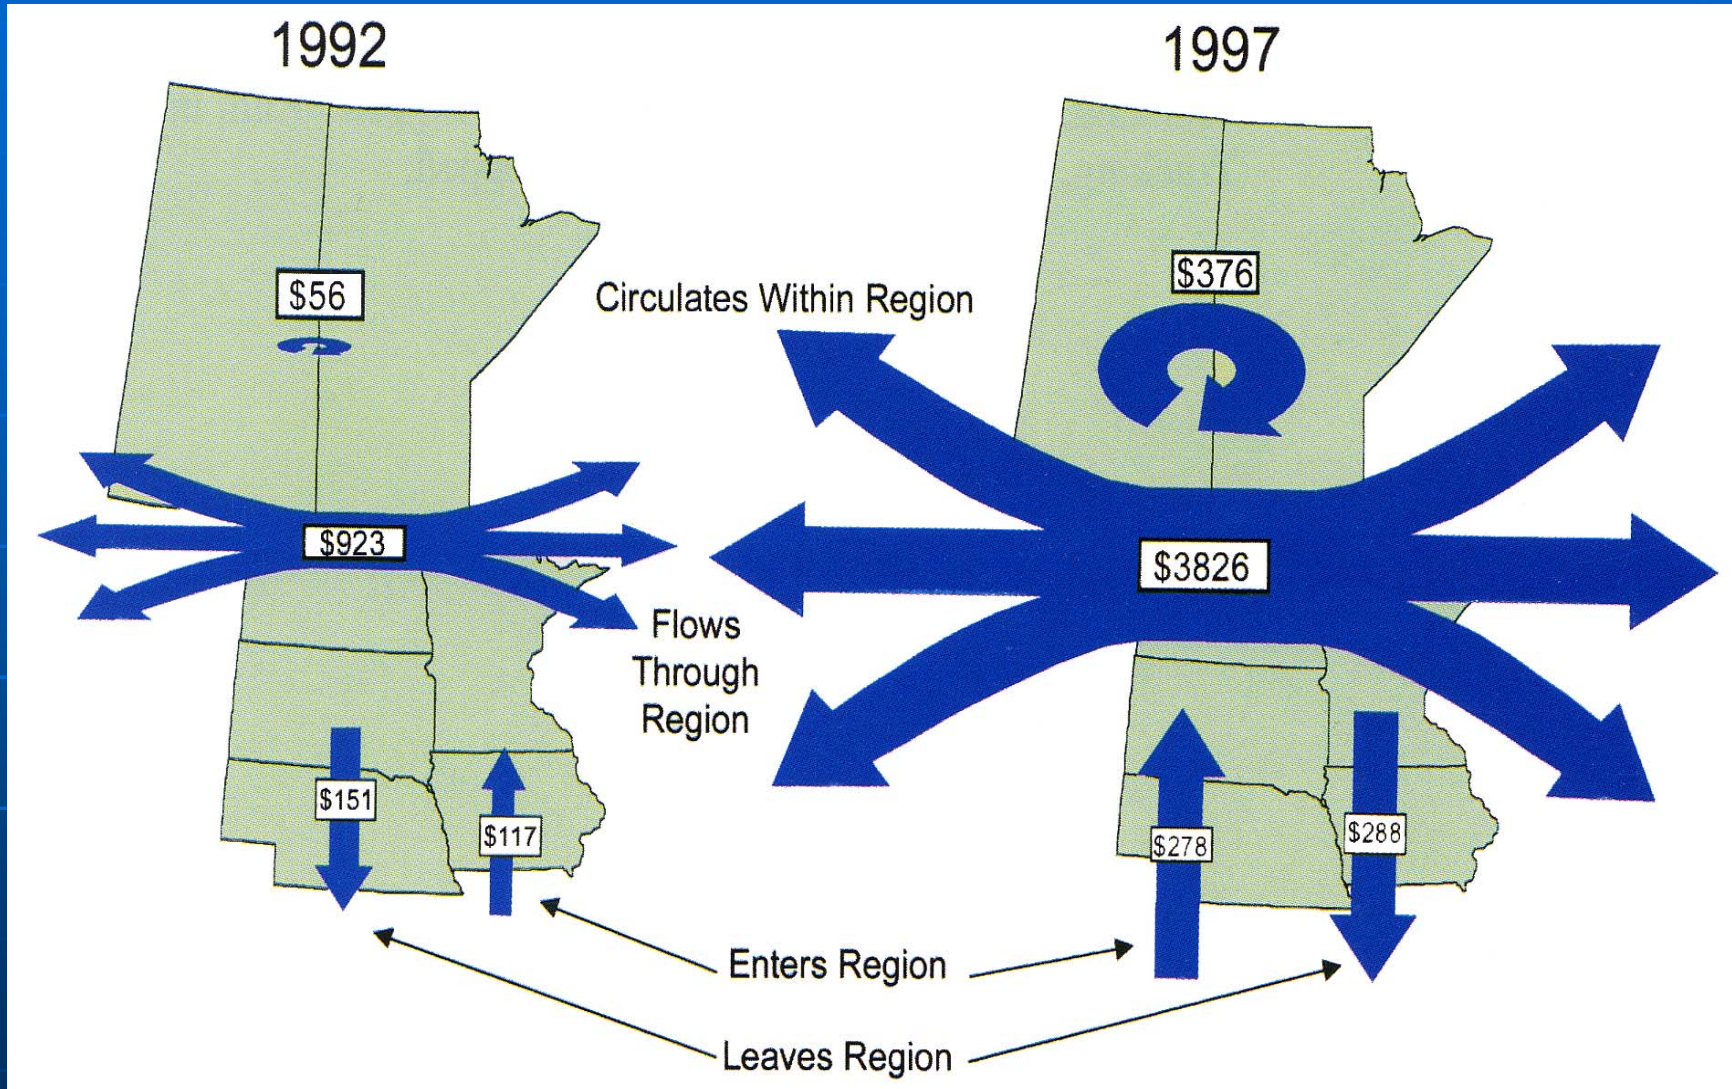 1992
1997
$56
$376
Circulates Within Region
$923
$3826
Flows
Through
Region
$151
$117
$278
$288
Enters Region
Leaves Region